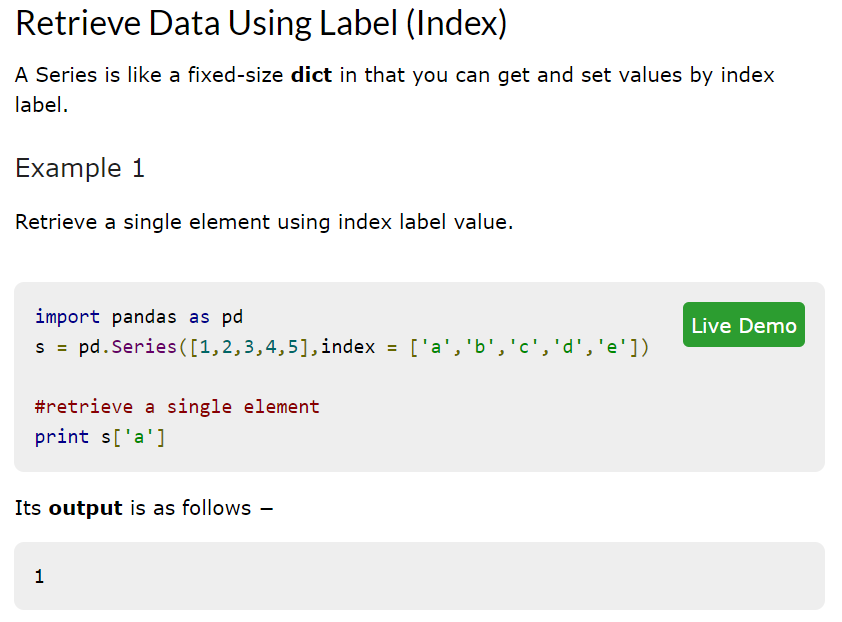 Retrieve Data Using Label (Index)
A Series is like a fixed-size dict in that you can get and set values by index
label.
Example 1
Retrieve a single element using index label value.
Live Demo
import pandas as pd
s = pd.Series([1,2,3,4,5],index = ['a','b','c','d','e'])
#retrieve a single element
print s['a']
Its output is as follows −
1